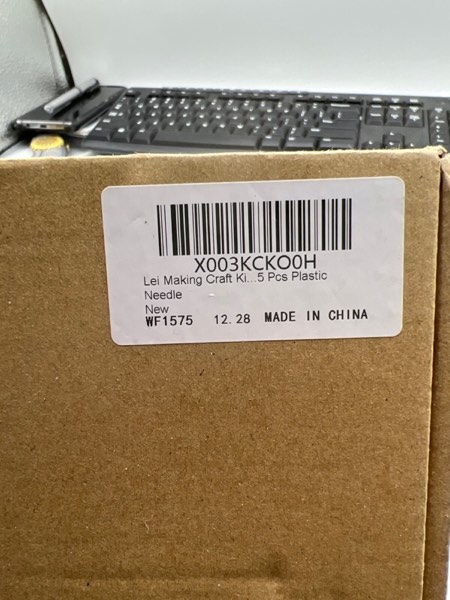 X003KCKO0H
Lei Making Craft Ki...5 Pcs Plastic
Needle
New
WF1575 12.28 MADE IN CHINA